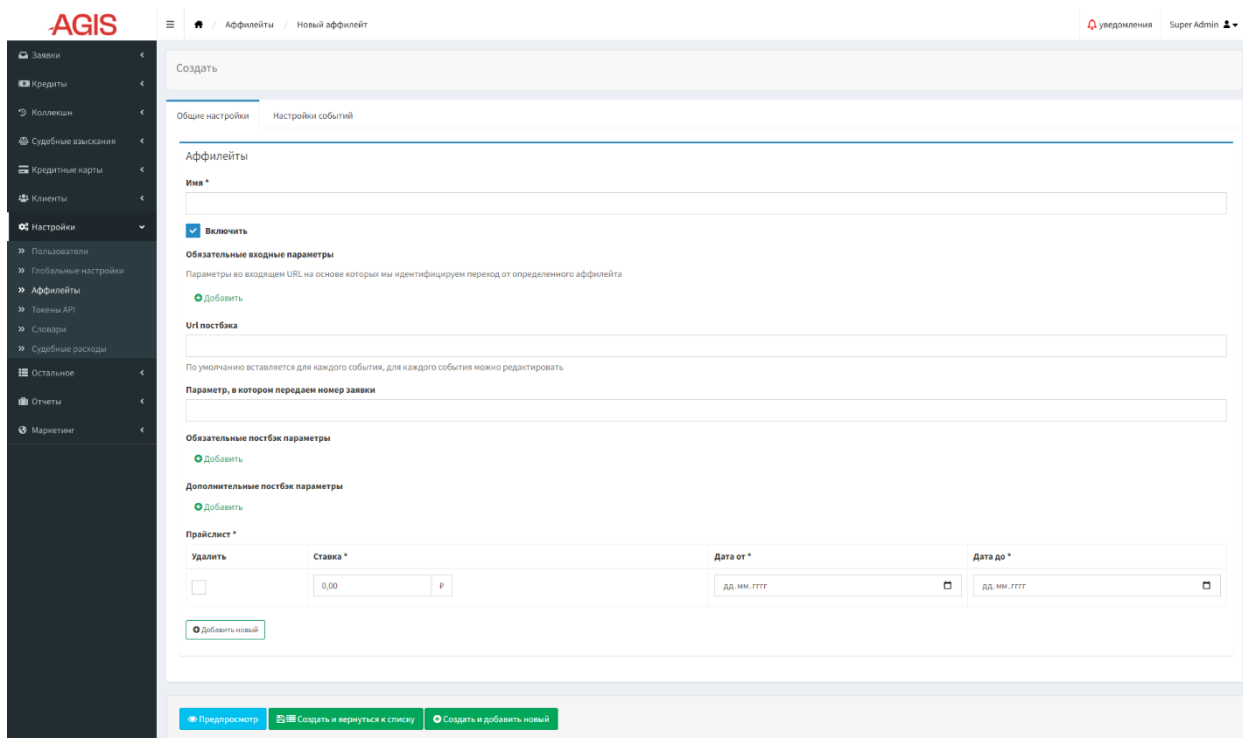 AGIS
/ Аффилейты / Новый аффилейт
уведомления Super Admin
Заявки
Кредиты
Коллекшн
Судебные взыскания
Кредитные карты
Клиенты
Настройки
Пользователи
Глобальные настройки
Аффилейты
Токены API
Словари
Судебные расходы
Остальное
Отчеты
Маркетинг
Создать
Общие настройки Настройки событий
Аффилейты
Имя *
Включить
Обязательные входные параметры
Параметры во входящем URL на основе которых мы идентифицируем переход от определенного аффилейта
Добавить
Url постбэка
По умолчанию вставляется для каждого события, для каждого события можно редактировать
Параметр, в котором передаем номер заявки
Обязательные постбэк параметры
Добавить
Дополнительные постбэк параметры
Добавить
Прайслист *
Удалить Ставка * Дата от * Дата до *
0,00 ₽ дд.мм.гггг дд.мм.гггг
Добавить новый
Предпросмотр Создать и вернуться к списку Создать и добавить новый